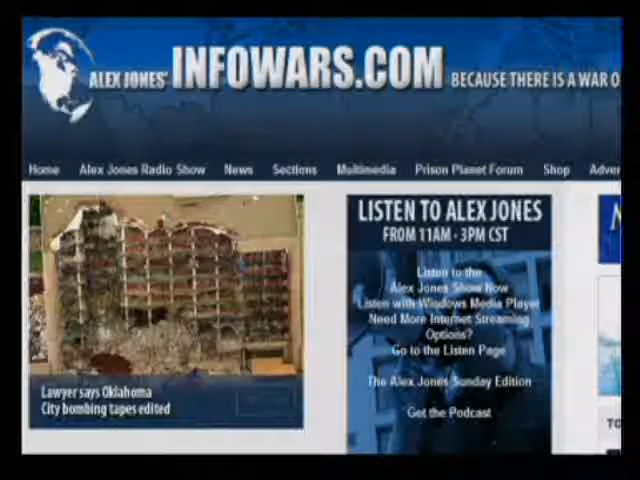 ALEX JONES' INFOWARS.COM BECAUSE THERE IS A WAR O
Home Alex Jones Radio Show News Sections Multimedia Prison Planet Forum Shop Adver
LISTEN TO ALEX JONES
FROM 11AM - 3PM CST
Listen to the
Alex Jones Show Now
Listen with Windows Media Player
Need More Internet Streaming
Options?
Go to the Listen Page
The Alex Jones Sunday Edition
Get the Podcast
Lawyer says Oklahoma
City bombing tapes edited
TO